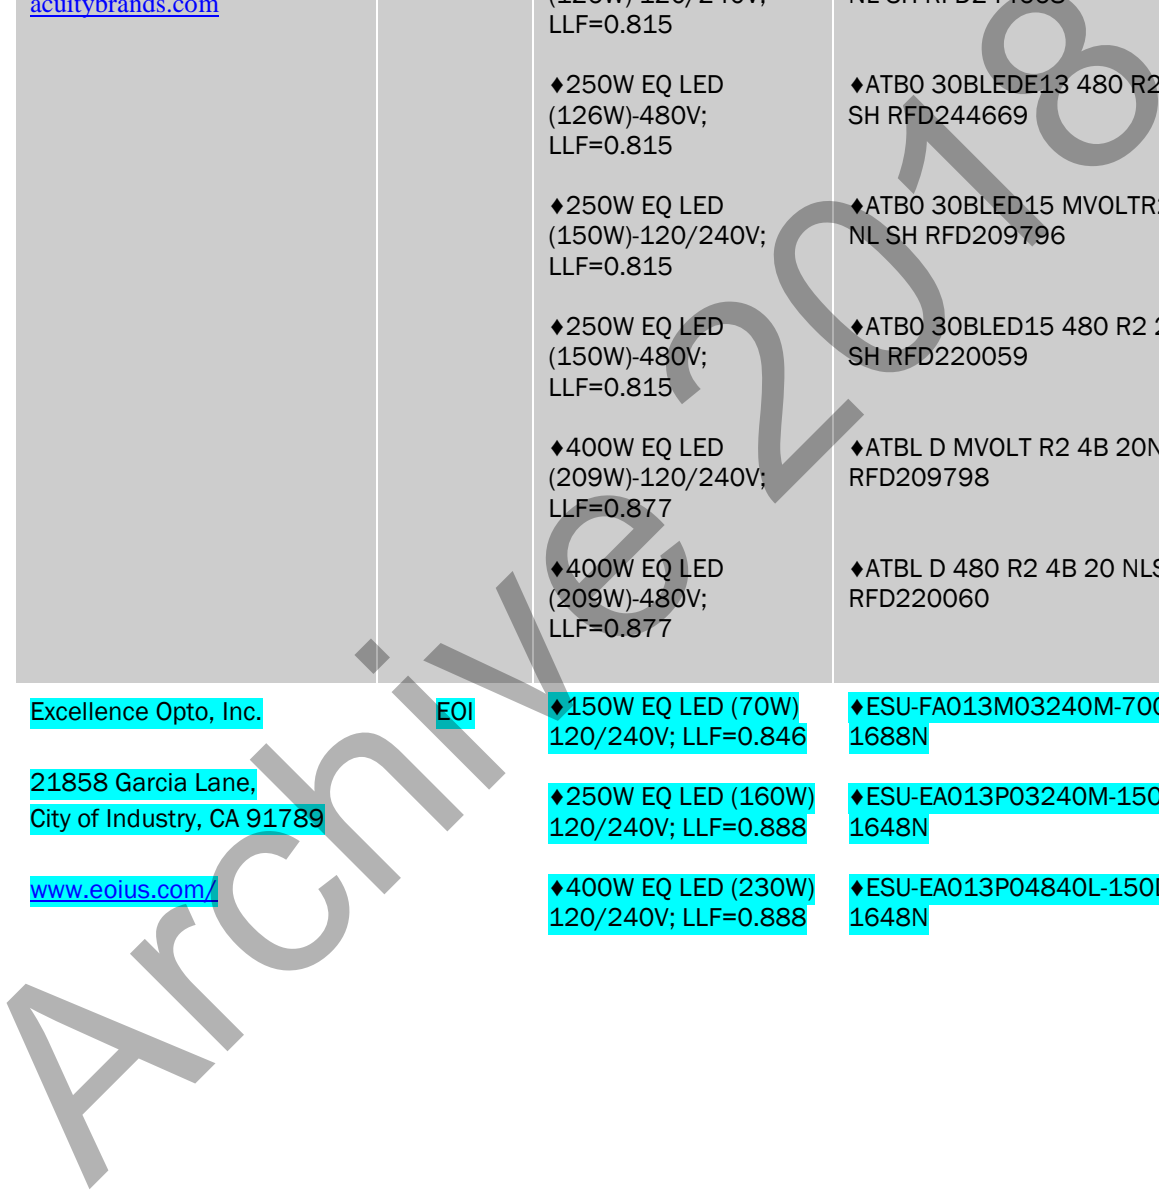 acuitybrands.com
LLF=0.815
♦250W EQ LED
(126W)-480V;
LLF=0.815
♦250W EQ LED
(150W)-120/240V;
LLF=0.815
♦250W EQ LED
(150W)-480V;
LLF=0.815
♦400W EQ LED
(209W)-120/240V;
LLF=0.877
♦400W EQ LED
(209W)-480V;
LLF=0.877
♦ATB0 30BLEDE13 480 R2
SH RFD244669
♦ATB0 30BLED15
NL SH RFD209796
♦ATB0 30BLED15 480 R2
SH RFD220059
♦ATBL D MVOLT R2 4B
RFD209798
♦ATBL D 480 R2 4B 20
RFD220060
Excellence Opto, Inc.
21858 Garcia Lane,
City of Industry, CA 91789
www.eoius.com/
EOI
♦150W EQ LED (70W)
120/240V; LLF=0.846
♦250W EQ LED (160W)
120/240V; LLF=0.888
♦400W EQ LED (230W)
120/240V; LLF=0.888
♦ESU-FA013M03240M-700
1688N
♦ESU-EA013P03240M-150
1648N
♦ESU-EA013P04840L-150
1648N
Archive 2018